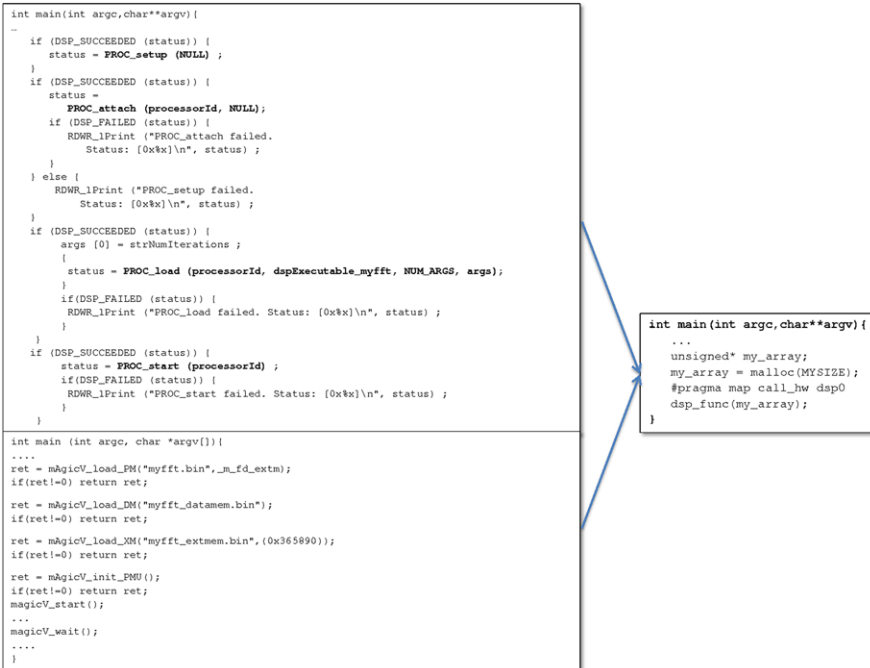 int main(int argc,char**argv){
…
if (DSP_SUCCEEDED (status)) {
status = PROC_setup (NULL) ;
}
if (DSP_SUCCEEDED (status)) {
status =
PROC_attach (processorId, NULL);
if (DSP_FAILED (status)) {
RDWR_1Print ("PROC_attach failed.
Status: [0x%x]\n", status) ;
}
} else {
RDWR_1Print ("PROC_setup failed.
Status: [0x%x]\n", status) ;
}
if (DSP_SUCCEEDED (status)) {
args [0] = strNumIterations ;
{
status = PROC_load (processorId, dspExecutable_myfft, NUM_ARGS, args);
}
if(DSP_FAILED (status)) {
RDWR_1Print ("PROC_load failed. Status: [0x%x]\n", status) ;
}
}
if (DSP_SUCCEEDED (status)) {
status = PROC_start (processorId) ;
if(DSP_FAILED (status)) {
RDWR_1Print ("PROC_start failed. Status: [0x%x]\n", status) ;
}
}
int main (int argc, char *argv[]){
....
ret = mAgicV_load_PM("myfft.bin",_m_fd_extm);
if(ret!=0) return ret;
ret = mAgicV_load_DM("myfft_datamem.bin");
if(ret!=0) return ret;
ret = mAgicV_load_XM("myfft_extmem.bin",(0x365890));
if(ret!=0) return ret;
ret = mAgicV_init_PMU();
if(ret!=0) return ret;
magicV_start();
...
magicV_wait();
....
}
int main(int argc,char**argv){
...
unsigned* my_array;
my_array = malloc(MYSIZE);
#pragma map call_hw dsp0
dsp_func(my_array);
}